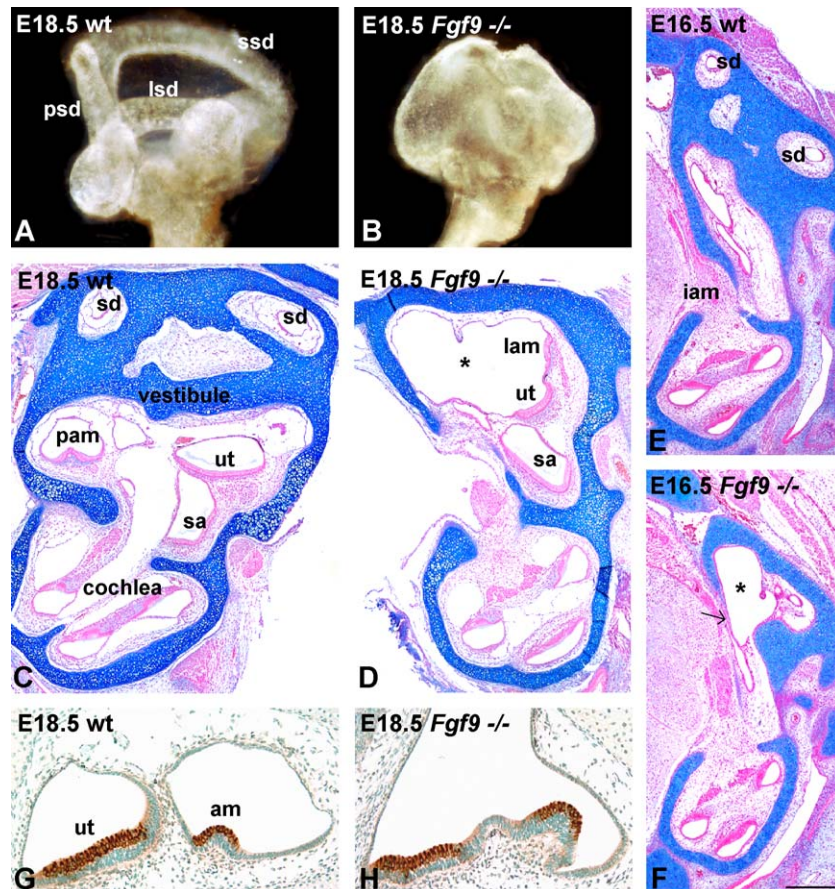 E18.5 wt
ssd
lsd
psd
A
E18.5 Fgf9 -/-
B
E16.5 wt
sd
sd
iam
E
E18.5 wt
sd
sd
vestibule
pam
ut
sa
cochlea
C
E18.5 Fgf9 -/-
lam
*
ut
sa
D
E16.5 Fgf9 -/-
*
F
E18.5 wt
ut
am
G
E18.5 Fgf9 -/-
H